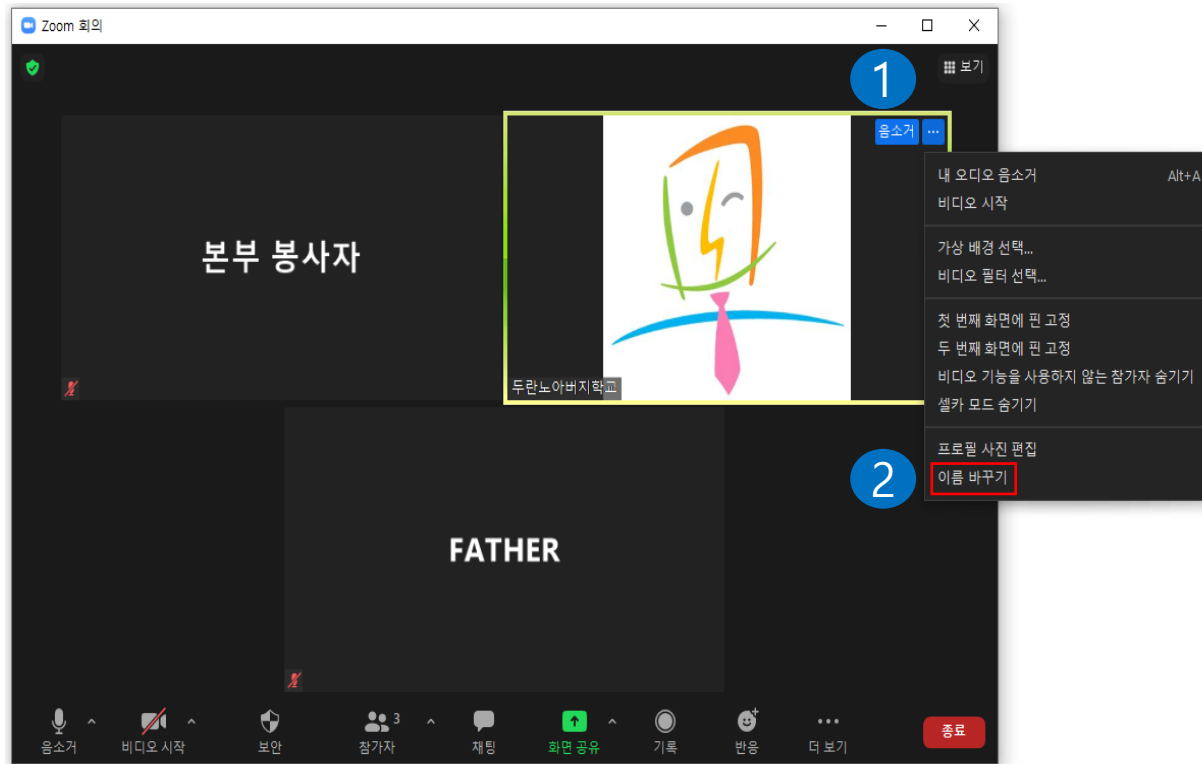 Zoom 회의
1
보기
음소거 ...
내 오디오 음소거 Alt+A
비디오 시작
가상 배경 선택...
비디오 필터 선택...
첫 번째 화면에 핀 고정
두 번째 화면에 핀 고정
비디오 기능을 사용하지 않는 참가자 숨기기
셀카 모드 숨기기
프로필 사진 편집
2
이름 바꾸기
본부 봉사자
두란노아버지학교
FATHER
음소거
비디오 시작
보안
참가자 3
채팅
화면 공유
기록
반응
더 보기
종료